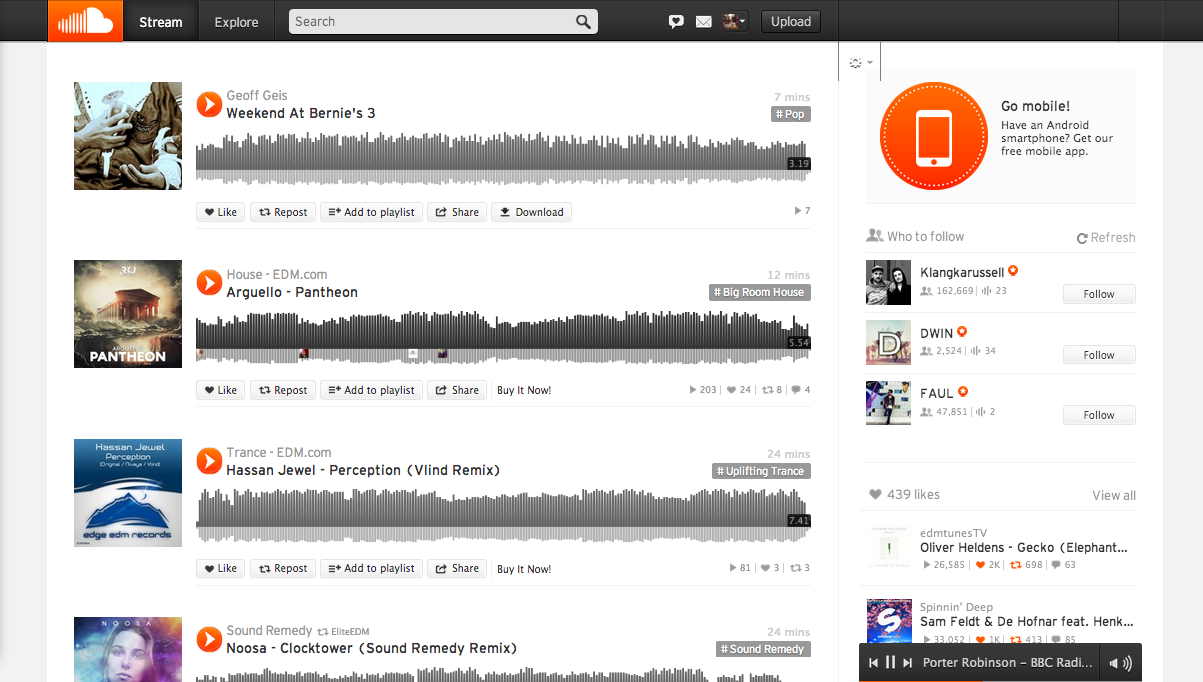 Stream
Explore
Search
Upload
Geoff Geis
7 mins
Weekend At Bernie's 3
# Pop
3.19
Like
Repost
Add to playlist
Share
Download
7
RKJ
PANTHEON
House - EDM.com
12 mins
Arguello - Pantheon
# Big Room House
5.54
Like
Repost
Add to playlist
Share
Buy It Now!
203
24
8
4
Hassan Jewel
Perception
edge edm records
Trance - EDM.com
24 mins
Hassan Jewel - Perception (Vlind Remix)
# Uplifting Trance
7.41
Like
Repost
Add to playlist
Share
Buy It Now!
81
3
3
NOOSA
Sound Remedy EliteEDM
24 mins
Noosa - Clocktower (Sound Remedy Remix)
# Sound Remedy
Go mobile!
Have an Android
smartphone? Get our
free mobile app.
Who to follow
Refresh
Klangkarussell
162,669
23
Follow
D
DWIN
2,524
34
Follow
FAUL
47,851
2
Follow
439 likes
View all
edmtunesTV
Oliver Heldens - Gecko (Elephant...
26,585
2K
698
63
Spinnin' Deep
Sam Feldt & De Hofnar feat. Henk...
33,052
1K
413
85
Porter Robinson – BBC Radi...